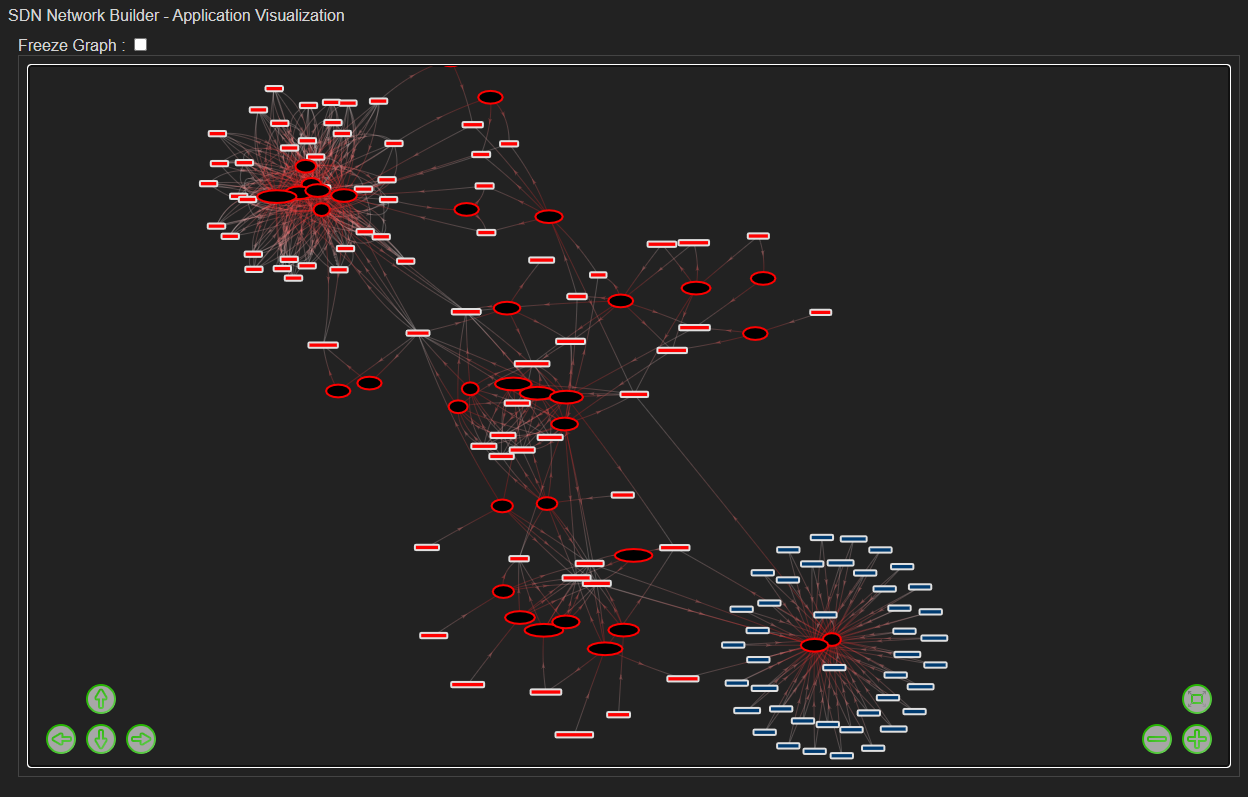 SDN Network Builder - Application Visualization
Freeze Graph :